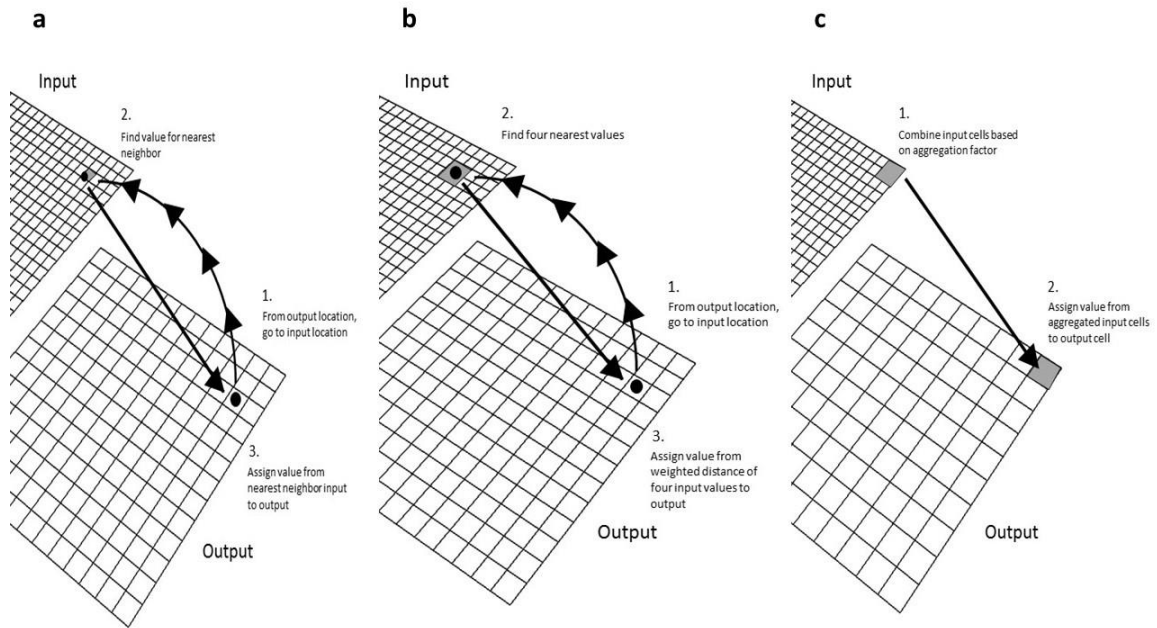 a
Input
2.
Find value for nearest
neighbor
1.
From output location,
go to input location
3.
Assign value from
nearest neighbor input
to output
Output
b
Input
2.
Find four nearest values
1.
From output location,
go to input location
3.
Assign value from
weighted distance of
four input values to
output
Output
c
Input
1.
Combine input cells based
on aggregation factor
2.
Assign value from
aggregated input cells
to output cell
Output